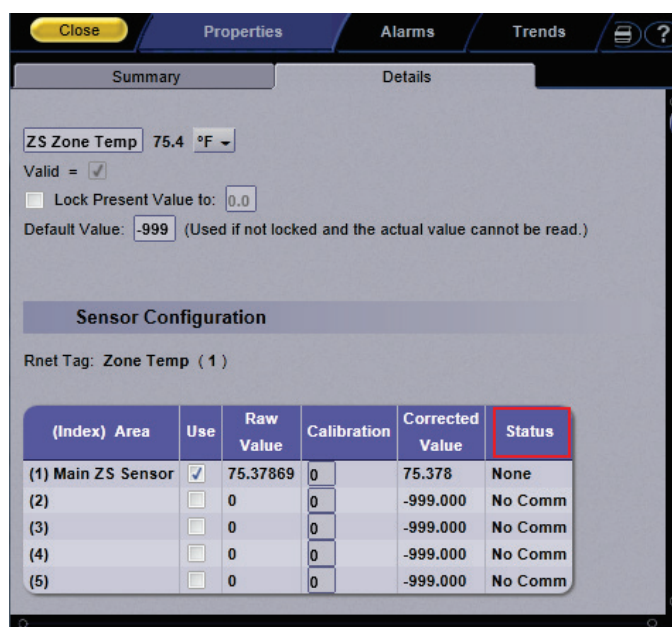 Close Properties Alarms Trends ?
Summary Details
ZS Zone Temp 75.4 °F
Valid =
Lock Present Value to: 0.0
Default Value: -999 (Used if not locked and the actual value cannot be read.)
Sensor Configuration
Rnet Tag: Zone Temp ( 1 )
(Index) Area Use Raw Value Calibration Corrected Value Status
(1) Main ZS Sensor 75.37869 0 75.378 None
(2) 0 0 -999.000 No Comm
(3) 0 0 -999.000 No Comm
(4) 0 0 -999.000 No Comm
(5) 0 0 -999.000 No Comm